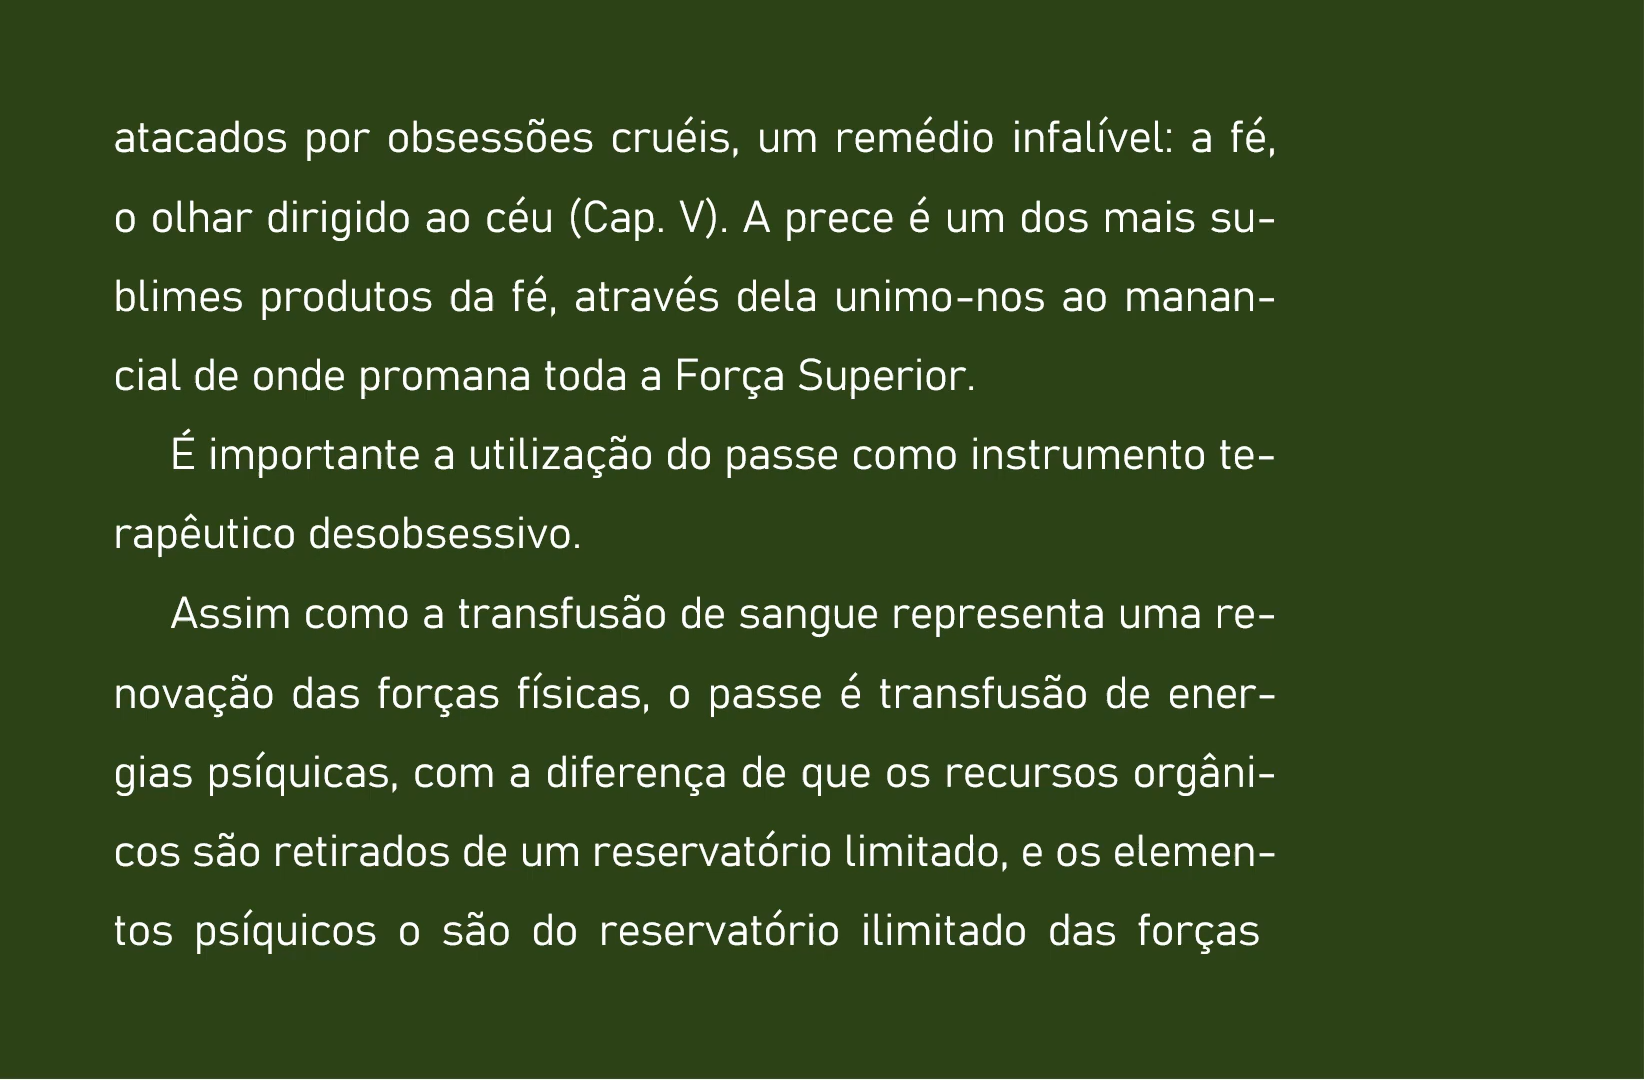 atacados por obsessões cruéis, um remédio infalível: a fé,
o olhar dirigido ao céu (Cap. V). A prece é um dos mais su-
blimes produtos da fé, através dela unimo-nos ao manan-
cial de onde promana toda a Força Superior.
É importante a utilização do passe como instrumento te-
rapêutico desobsessivo.
Assim como a transfusão de sangue representa uma re-
novação das forças físicas, o passe é transfusão de ener-
gias psíquicas, com a diferença de que os recursos orgâni-
cos são retirados de um reservatório limitado, e os elemen-
tos psíquicos o são do reservatório ilimitado das forças